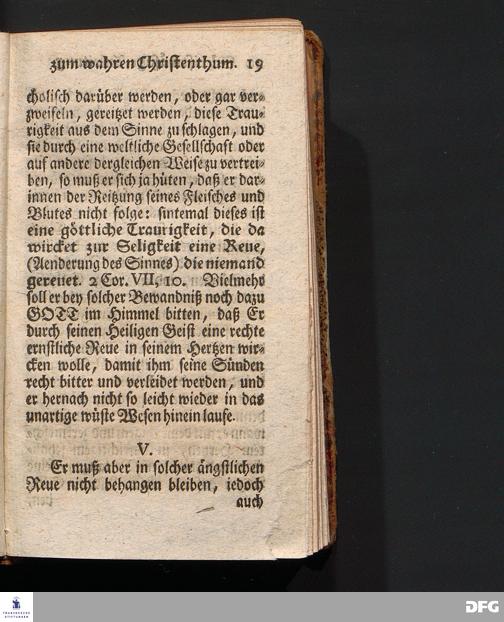 zum wahren Christenthum. 19
cholisch darüber werden, oder gar ver-
zweifeln, gereitzet werden, diese Trau-
rigkeit aus dem Sinne zu schlagen, und
sie durch eine weltliche Gesellschaft oder
auf andere dergleichen Weise zu vertrei-
ben, so muß er sich ja hüten, daß er dar-
innen der Reitzung seines Fleisches und
Blutes nicht folge: sintemal dieses ist
eine göttliche Traurigkeit, die da
wircket zur Seligkeit eine Reue,
(Aenderung des Sinnes) die niemand
gereuet. 2 Cor. VII, 10. Vielmehr
soll er bey solcher Bewandniß noch dazu
GOTT im Himmel bitten, daß Er
durch seinen Heiligen Geist eine rechte
ernstliche Reue in seinem Hertzen wir-
cken wolle, damit ihm seine Sünden
recht bitter und verleidet werden, und
er hernach nicht so leicht wieder in das
unartige wüste Wesen hinein laufe.
V.
Er muß aber in solcher ängstlichen
Reue nicht behangen bleiben, iedoch
auch
FRANCKESCHE
STIFTUNGEN
DFG